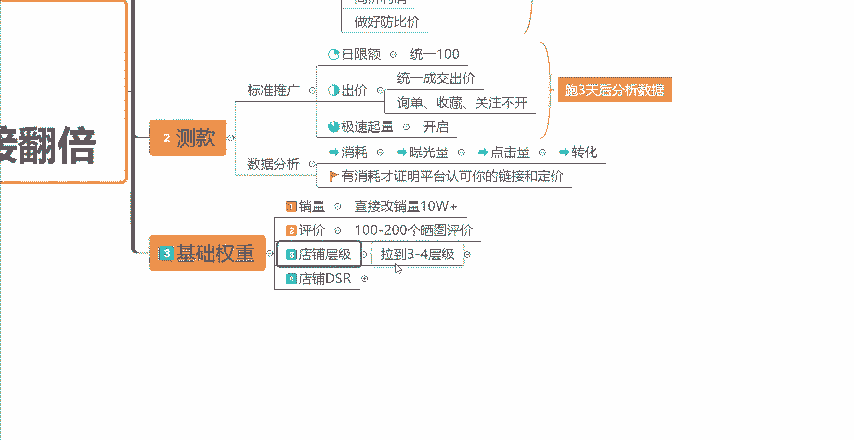 做好防比价
接翻倍
2 测款
标准推广
日限额
统一100
出价
统一成交出价
询单、收藏、关注不开
极速起量
开启
跑3天后分析数据
数据分析
消耗
曝光量
点击量
转化
有消耗才证明平台认可你的链接和定价
3 基础权重
1 销量
直接改销量10W+
2 评价
100-200个晒图评价
3 店铺层级
拉到3-4层级
4 店铺DSR